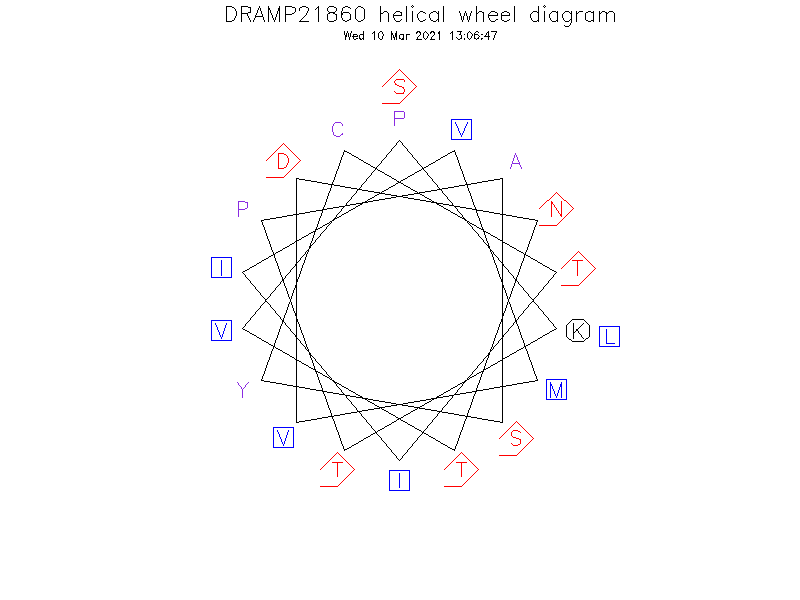 DRAMP21860 helical wheel diagram
Wed 10 Mar 2021 13:06:47
S
C P V
D A
P N
I T
V K L
Y M
V S
T I T